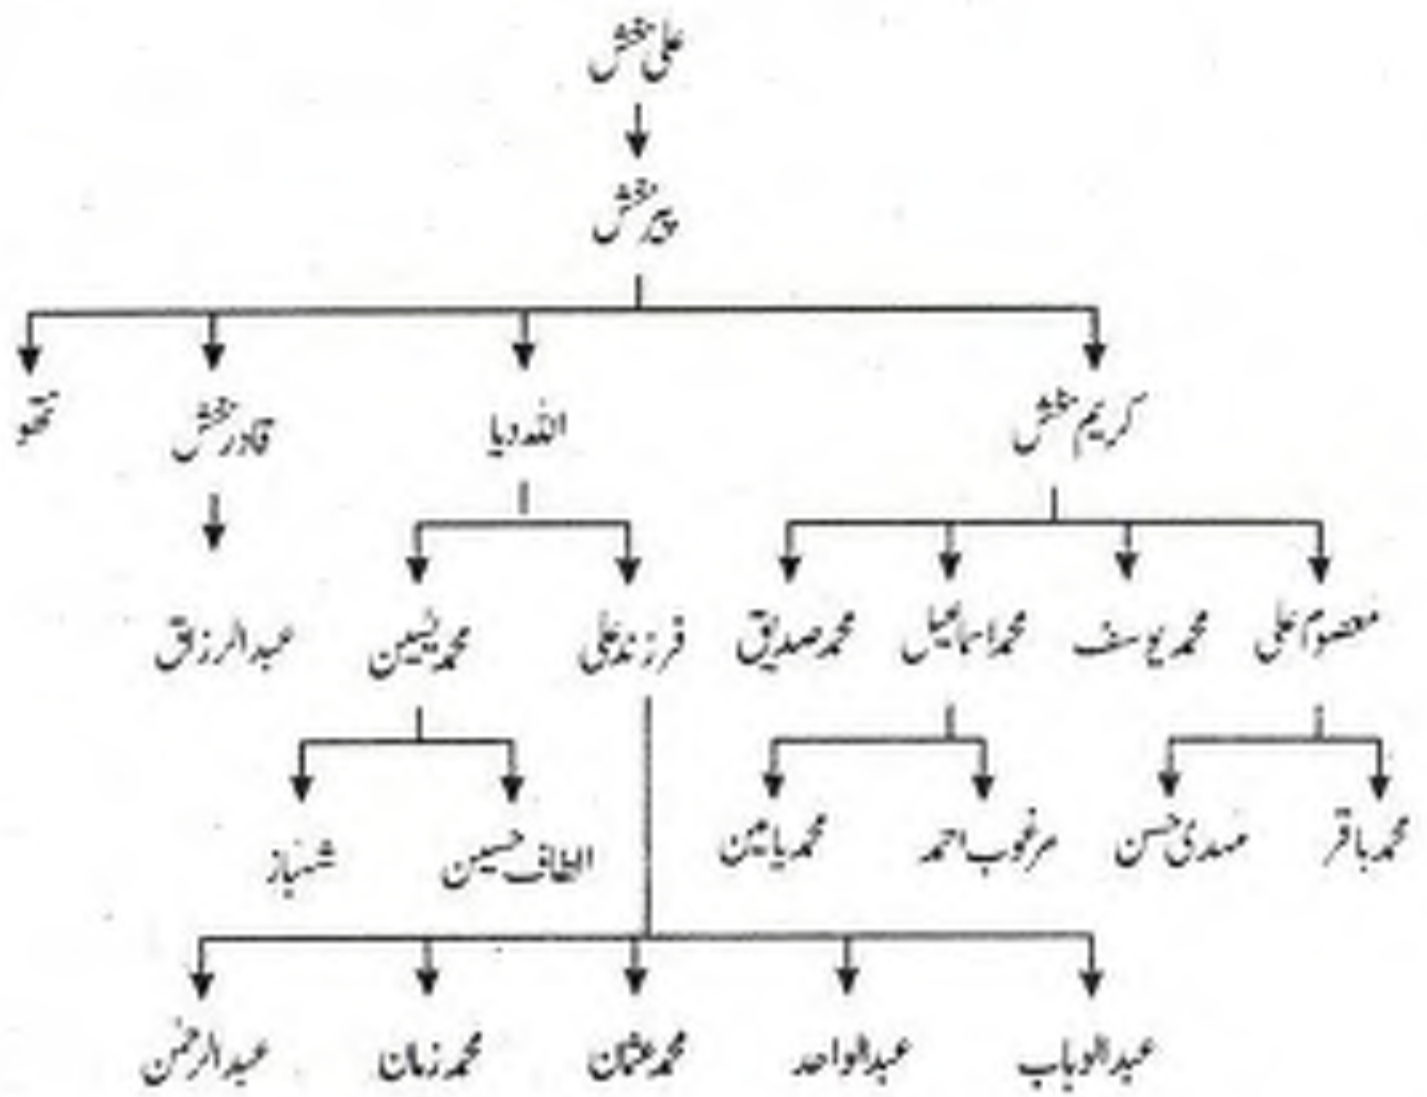 علی بخش
پیر بخش
کریم بخش اللہ دیا قادر بخش نتھو
معصوم علی محمد یوسف محمد اسماعیل محمد صدیق فرزند علی محمد یٰسین عبدالرزاق
محمد باقر مہدی حسن مرغوب احمد محمد یامین الطاف حسین شہباز
عبدالوہاب عبدالواحد محمد عثمان محمد زمان عبدالرحمٰن